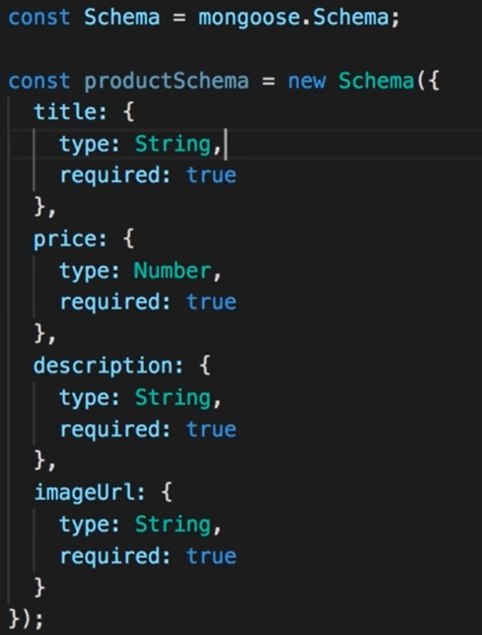 const Schema = mongoose.Schema;
const productSchema = new Schema({
  title: {
    type: String,
    required: true
  },
  price: {
    type: Number,
    required: true
  },
  description: {
    type: String,
    required: true
  },
  imageUrl: {
    type: String,
    required: true
  }
});